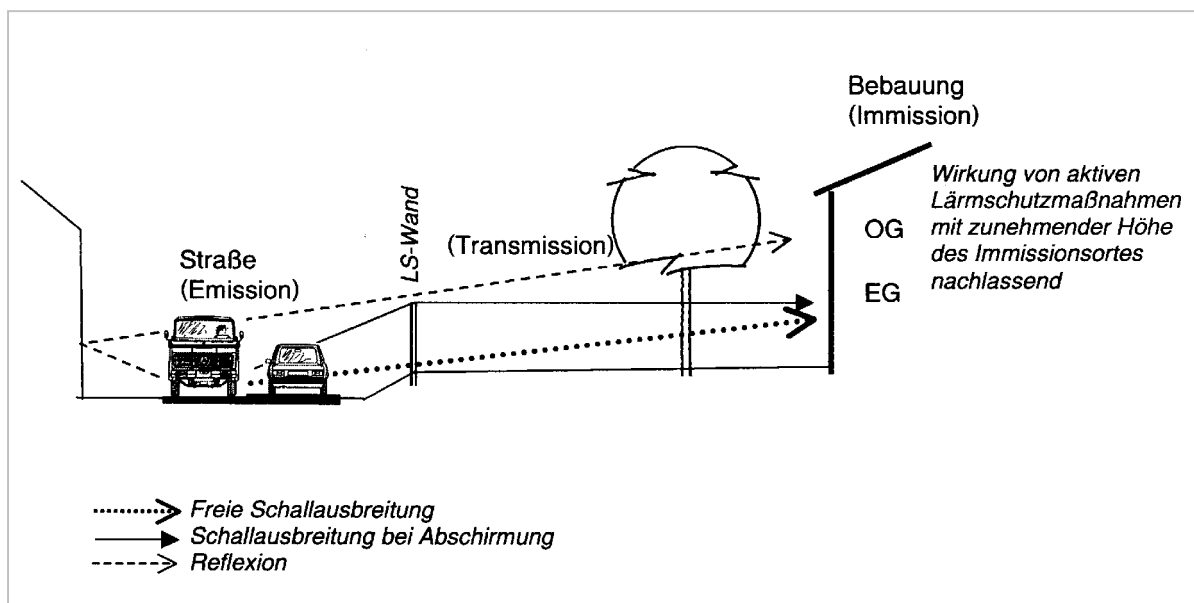 Bebauung
(Immission)
Wirkung von aktiven
Lärmschutzmaßnahmen
mit zunehmender Höhe
des Immissionsortes
nachlassend
OG
EG
LS-Wand
(Transmission)
Straße
(Emission)
Freie Schallausbreitung
Schallausbreitung bei Abschirmung
Reflexion